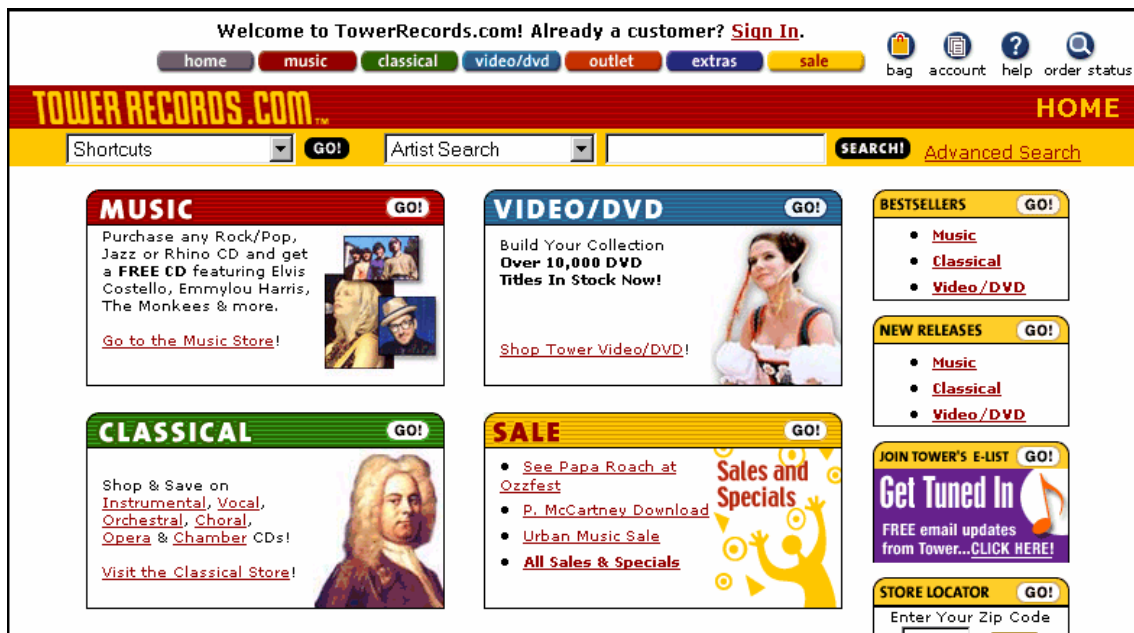 Welcome to TowerRecords.com! Already a customer? Sign In.
home music classical video/dvd outlet extras sale
bag account help order status
TOWER RECORDS.COM TM
HOME
Shortcuts GO! Artist Search SEARCH! Advanced Search
MUSIC GO!
Purchase any Rock/Pop,
Jazz or Rhino CD and get
a FREE CD featuring Elvis
Costello, Emmylou Harris,
The Monkees & more.
Go to the Music Store!
VIDEO/DVD GO!
Build Your Collection
Over 10,000 DVD
Titles In Stock Now!
Shop Tower Video/DVD!
BESTSELLERS GO!
• Music
• Classical
• Video/DVD
NEW RELEASES GO!
• Music
• Classical
• Video/DVD
CLASSICAL GO!
Shop & Save on
Instrumental, Vocal,
Orchestral, Choral,
Opera & Chamber CDs!
Visit the Classical Store!
SALE GO!
• See Papa Roach at
Ozzfest
• P. McCartney Download
• Urban Music Sale
• All Sales & Specials
Sales and
Specials
JOIN TOWER'S E-LIST GO!
Get Tuned In
FREE email updates
from Tower...CLICK HERE!
STORE LOCATOR GO!
Enter Your Zip Code